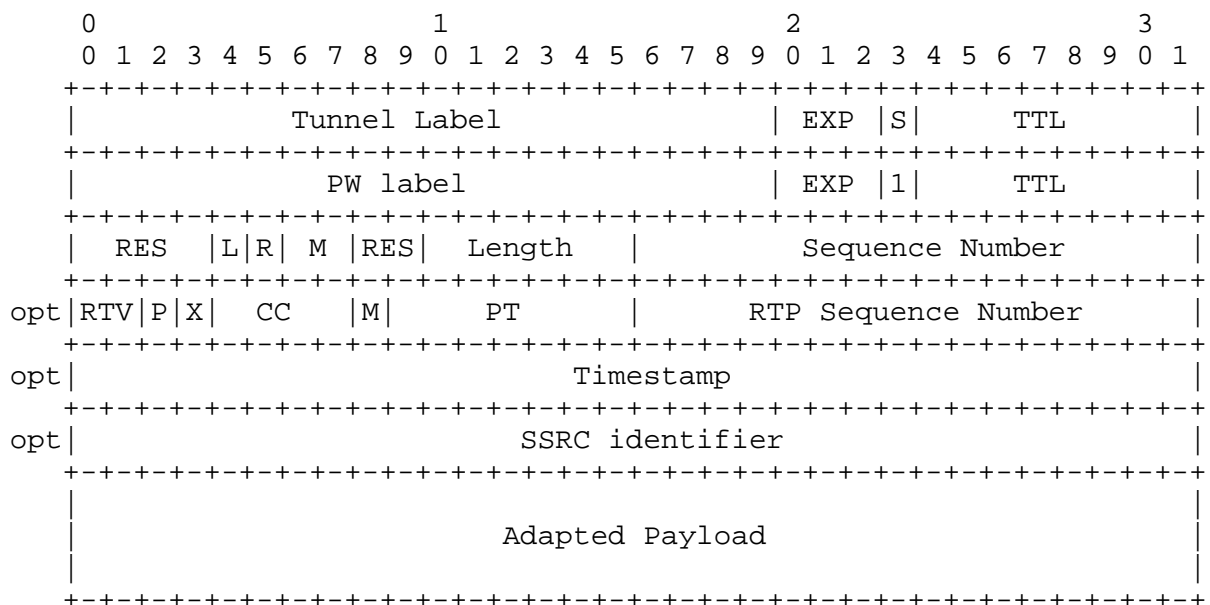 0                   1                   2                   3
 0 1 2 3 4 5 6 7 8 9 0 1 2 3 4 5 6 7 8 9 0 1 2 3 4 5 6 7 8 9 0 1
   +-+-+-+-+-+-+-+-+-+-+-+-+-+-+-+-+-+-+-+-+-+-+-+-+-+-+-+-+-+-+-+-+
   |            Tunnel Label               | EXP |S|     TTL       |
   +-+-+-+-+-+-+-+-+-+-+-+-+-+-+-+-+-+-+-+-+-+-+-+-+-+-+-+-+-+-+-+-+
   |              PW label                 | EXP |1|     TTL       |
   +-+-+-+-+-+-+-+-+-+-+-+-+-+-+-+-+-+-+-+-+-+-+-+-+-+-+-+-+-+-+-+-+
   |  RES  |L|R| M |RES|  Length   |         Sequence Number       |
   +-+-+-+-+-+-+-+-+-+-+-+-+-+-+-+-+-+-+-+-+-+-+-+-+-+-+-+-+-+-+-+-+
opt|RTV|P|X|  CC   |M|     PT      |      RTP Sequence Number      |
   +-+-+-+-+-+-+-+-+-+-+-+-+-+-+-+-+-+-+-+-+-+-+-+-+-+-+-+-+-+-+-+-+
opt|                            Timestamp                          |
   +-+-+-+-+-+-+-+-+-+-+-+-+-+-+-+-+-+-+-+-+-+-+-+-+-+-+-+-+-+-+-+-+
opt|                         SSRC identifier                       |
   +-+-+-+-+-+-+-+-+-+-+-+-+-+-+-+-+-+-+-+-+-+-+-+-+-+-+-+-+-+-+-+-+
   |                                                               |
   |                        Adapted Payload                        |
   |                                                               |
   +-+-+-+-+-+-+-+-+-+-+-+-+-+-+-+-+-+-+-+-+-+-+-+-+-+-+-+-+-+-+-+-+